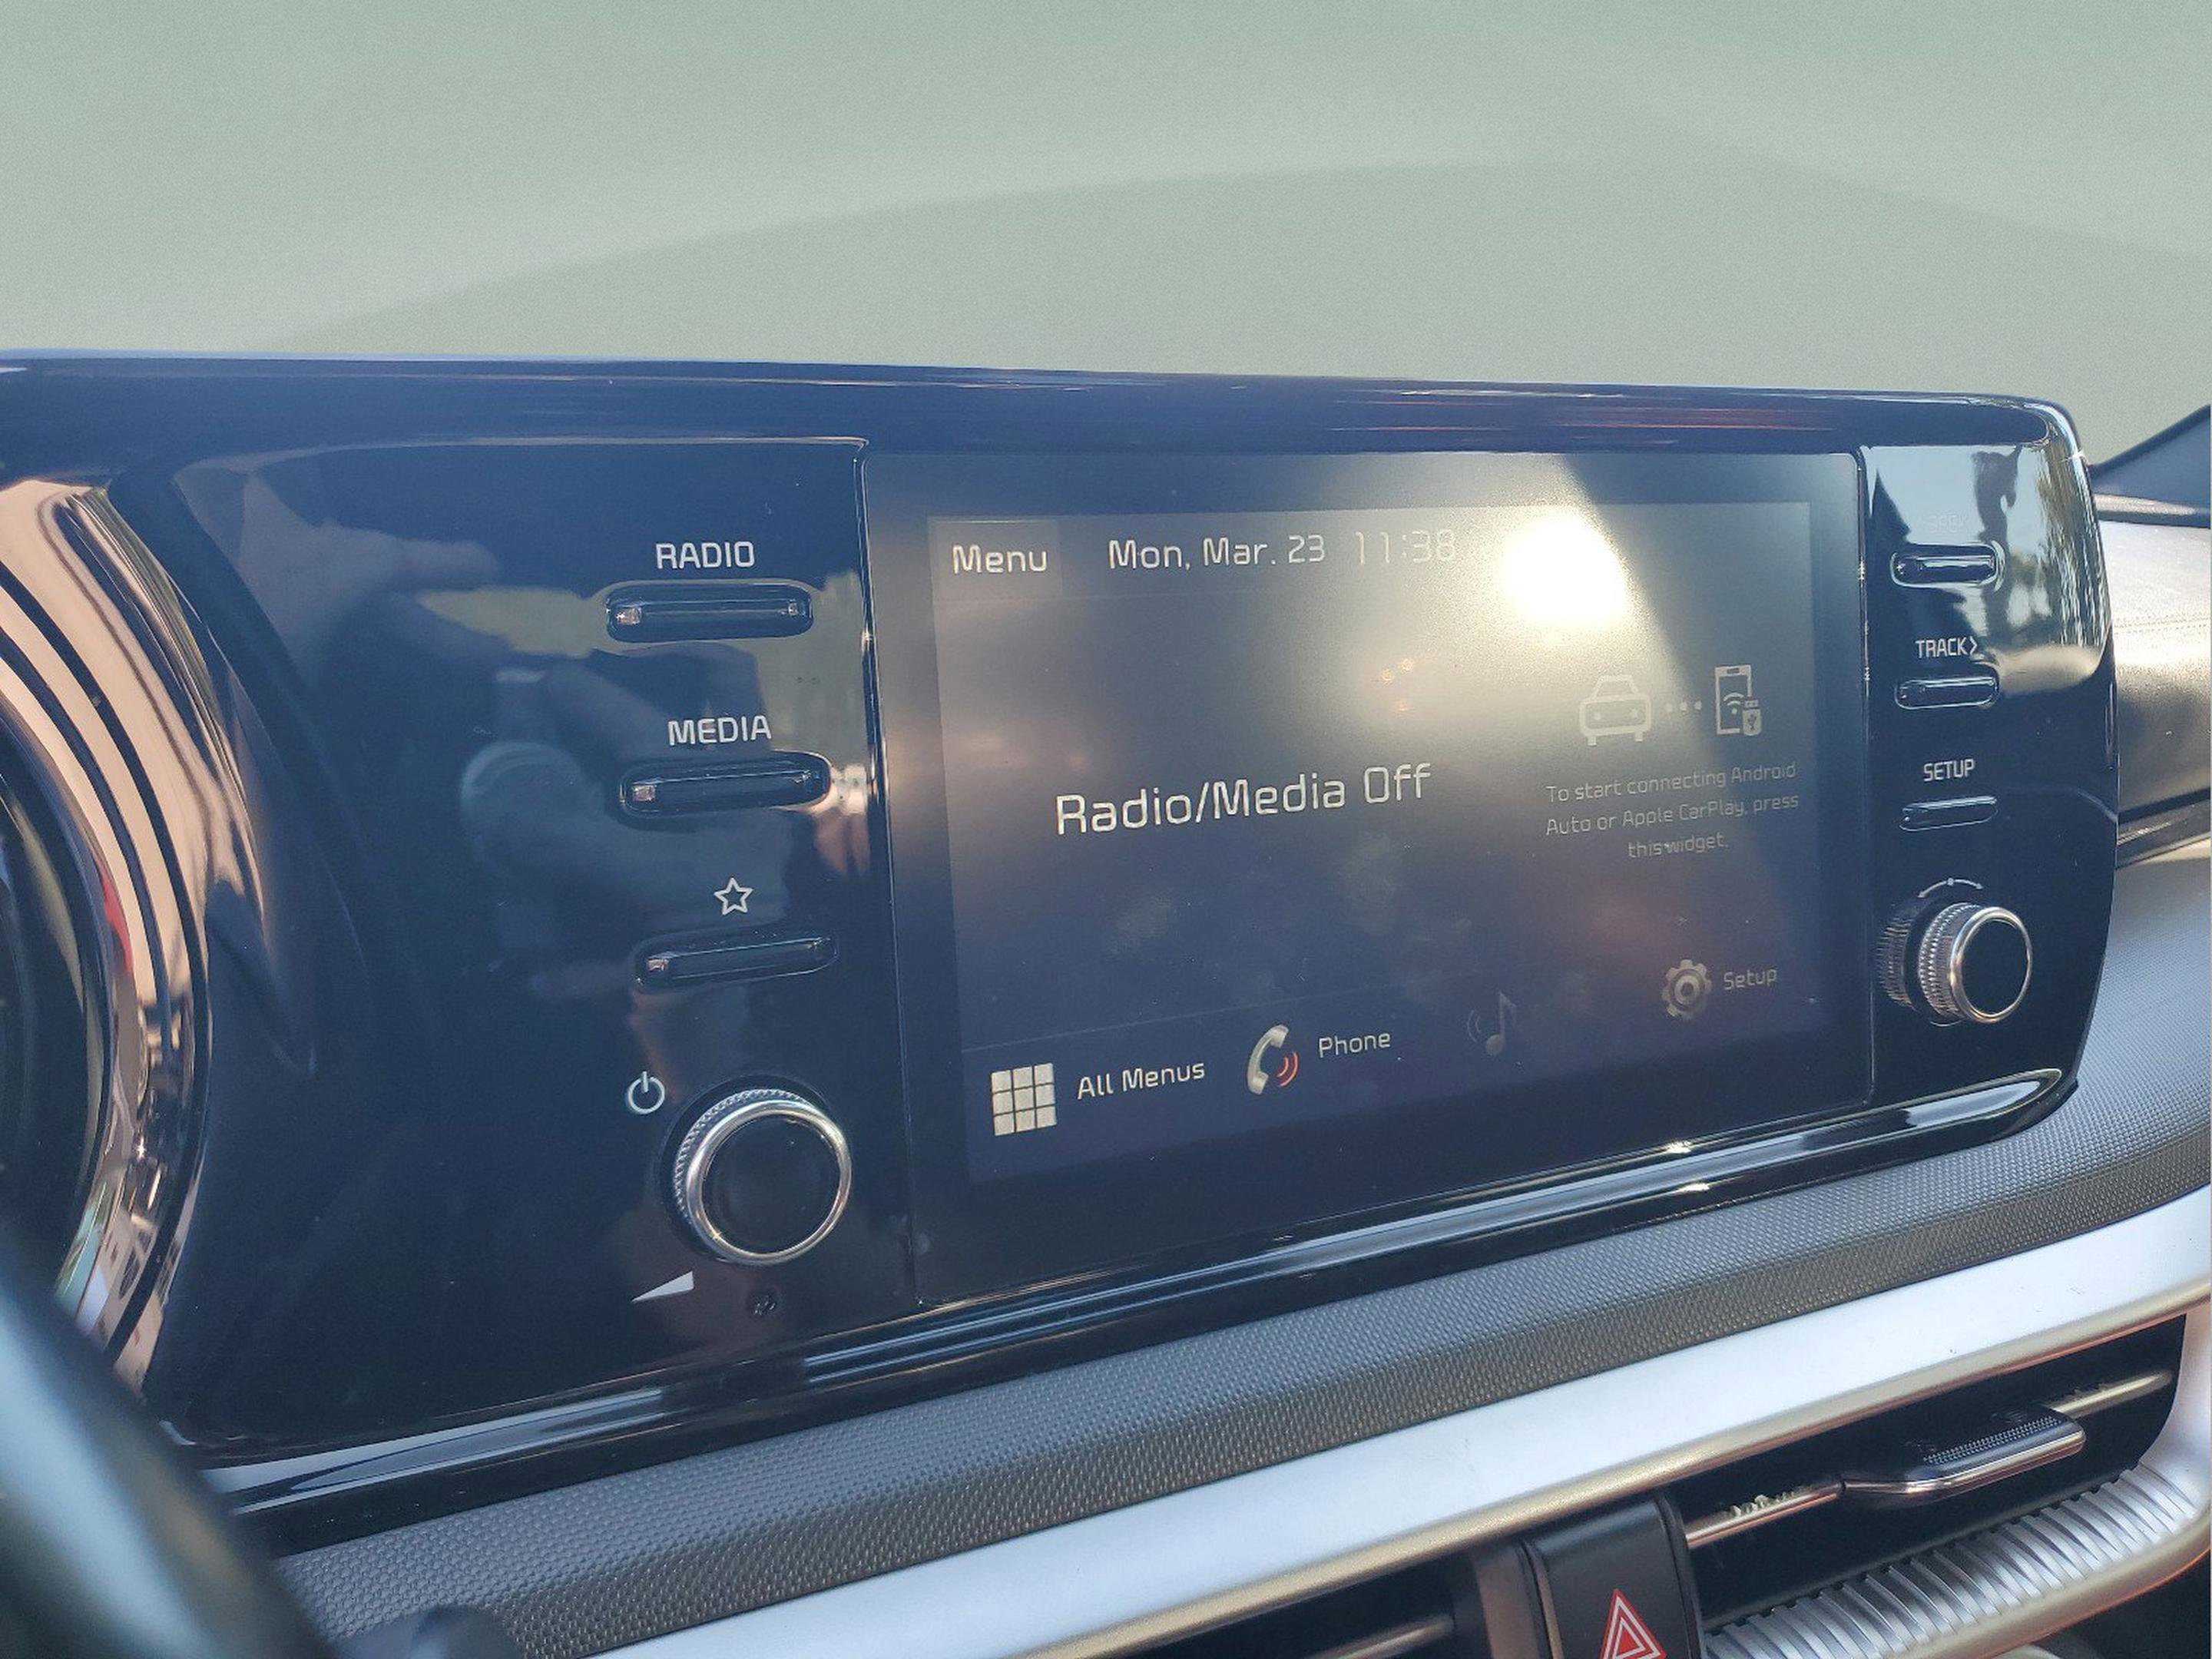 RADIO
MEDIA
Menu
Mon, Mar. 23 11:38
Radio/Media Off
To start connecting Android
Auto or Apple CarPlay, press
this widget.
All Menus
Phone
Setup
TRACK>
SETUP